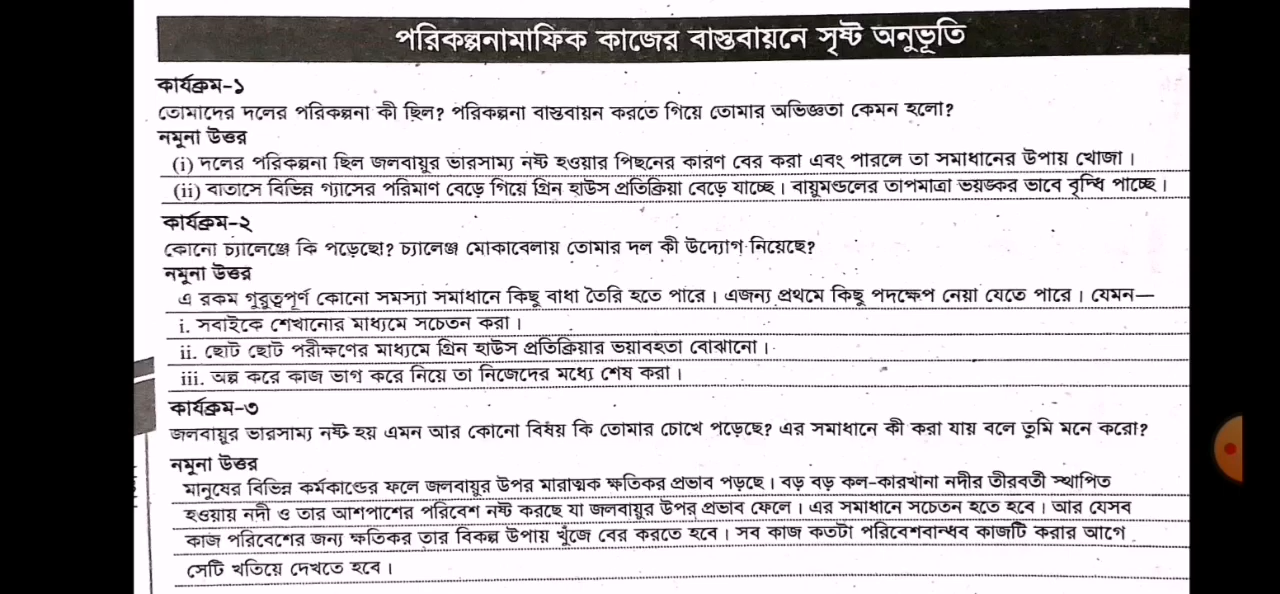 পরিকল্পনামাফিক কাজের বাস্তবায়নে সৃষ্ট অনুভূতি
কার্যক্রম-১
তোমাদের দলের পরিকল্পনা কী ছিল? পরিকল্পনা বাস্তবায়ন করতে গিয়ে তোমার অভিজ্ঞতা কেমন হলো?
নমুনা উত্তর
(i) দলের পরিকল্পনা ছিল জলবায়ুর ভারসাম্য নষ্ট হওয়ার পিছনের কারণ বের করা এবং পারলে তা সমাধানের উপায় খোঁজা।
(ii) বাতাসে বিভিন্ন গ্যাসের পরিমাণ বেড়ে গিয়ে গ্রিন হাউস প্রতিক্রিয়া বেড়ে যাচ্ছে। বায়ুমণ্ডলের তাপমাত্রা ভয়ঙ্কর ভাবে বৃদ্ধি পাচ্ছে।
কার্যক্রম-২
কোনো চ্যালেঞ্জে কি পড়েছো? চ্যালেঞ্জ মোকাবেলায় তোমার দল কী উদ্যোগ নিয়েছে?
নমুনা উত্তর
এ রকম গুরুত্বপূর্ণ কোনো সমস্যা সমাধানে কিছু বাধা তৈরি হতে পারে। এজন্য প্রথমে কিছু পদক্ষেপ নেয়া যেতে পারে। যেমন—
i. সবাইকে শেখানোর মাধ্যমে সচেতন করা।
ii. ছোট ছোট পরীক্ষণের মাধ্যমে গ্রিন হাউস প্রতিক্রিয়ার ভয়াবহতা বোঝানো।
iii. অল্প করে কাজ ভাগ করে নিয়ে তা নিজেদের মধ্যে শেষ করা।
কার্যক্রম-৩
জলবায়ুর ভারসাম্য নষ্ট হয় এমন আর কোনো বিষয় কি তোমার চোখে পড়েছে? এর সমাধানে কী করা যায় বলে তুমি মনে করো?
নমুনা উত্তর
মানুষের বিভিন্ন কর্মকাণ্ডের ফলে জলবায়ুর উপর মারাত্মক ক্ষতিকর প্রভাব পড়ছে। বড় বড় কল-কারখানা নদীর তীরবর্তী স্থাপিত
হওয়ায় নদী ও তার আশপাশের পরিবেশ নষ্ট করছে যা জলবায়ুর উপর প্রভাব ফেলে। এর সমাধানে সচেতন হতে হবে। আর যেসব
কাজ পরিবেশের জন্য ক্ষতিকর তার বিকল্প উপায় খুঁজে বের করতে হবে। সব কাজ কতটা পরিবেশবান্ধব কাজটি করার আগে
সেটি খতিয়ে দেখতে হবে।